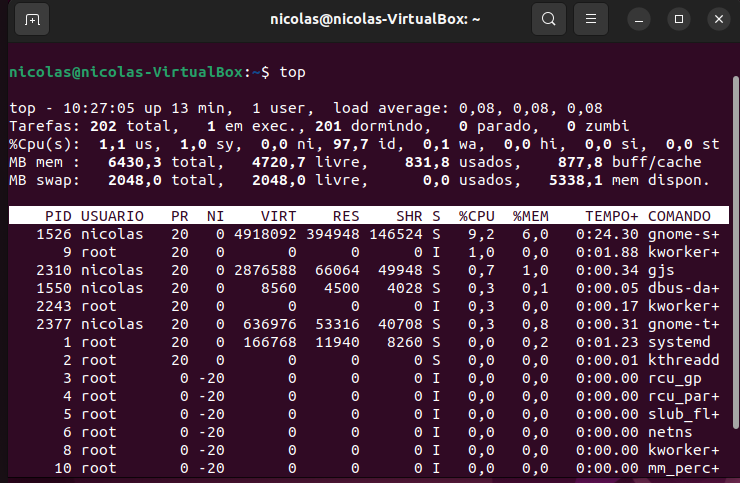 nicolas@nicolas-VirtualBox: ~
nicolas@nicolas-VirtualBox:~$ top
top - 10:27:05 up 13 min,  1 user,  load average: 0,08, 0,08, 0,08
Tarefas: 202 total,   1 em exec., 201 dormindo,   0 parado,   0 zumbi
%Cpu(s):  1,1 us,  1,0 sy,  0,0 ni, 97,7 id,  0,1 wa,  0,0 hi,  0,0 si,  0,0 st
MB mem :   6430,3 total,   4720,7 livre,    831,8 usados,    877,8 buff/cache
MB swap:   2048,0 total,   2048,0 livre,      0,0 usados,   5338,1 mem dispon.
PID USUARIO   PR  NI    VIRT    RES    SHR S  %CPU  %MEM    TEMPO+ COMANDO
1526 nicolas   20   0 4918092 394948 146524 S   9,2   6,0   0:24.30 gnome-s+
9 root      20   0       0      0      0 I   1,0   0,0   0:01.88 kworker+
2310 nicolas   20   0 2876588  66064  49948 S   0,7   1,0   0:00.34 gjs
1550 nicolas   20   0    8560   4500   4028 S   0,3   0,1   0:00.05 dbus-da+
2243 root      20   0       0      0      0 I   0,3   0,0   0:00.17 kworker+
2377 nicolas   20   0  636976  53316  40708 S   0,3   0,8   0:00.31 gnome-t+
1 root      20   0  166768  11940   8260 S   0,0   0,2   0:01.23 systemd
2 root      20   0       0      0      0 S   0,0   0,0   0:00.01 kthreadd
3 root       0 -20       0      0      0 I   0,0   0,0   0:00.00 rcu_gp
4 root       0 -20       0      0      0 I   0,0   0,0   0:00.00 rcu_par+
5 root       0 -20       0      0      0 I   0,0   0,0   0:00.00 slub_fl+
6 root       0 -20       0      0      0 I   0,0   0,0   0:00.00 netns
8 root       0 -20       0      0      0 I   0,0   0,0   0:00.00 kworker+
10 root       0 -20       0      0      0 I   0,0   0,0   0:00.00 mm_perc+